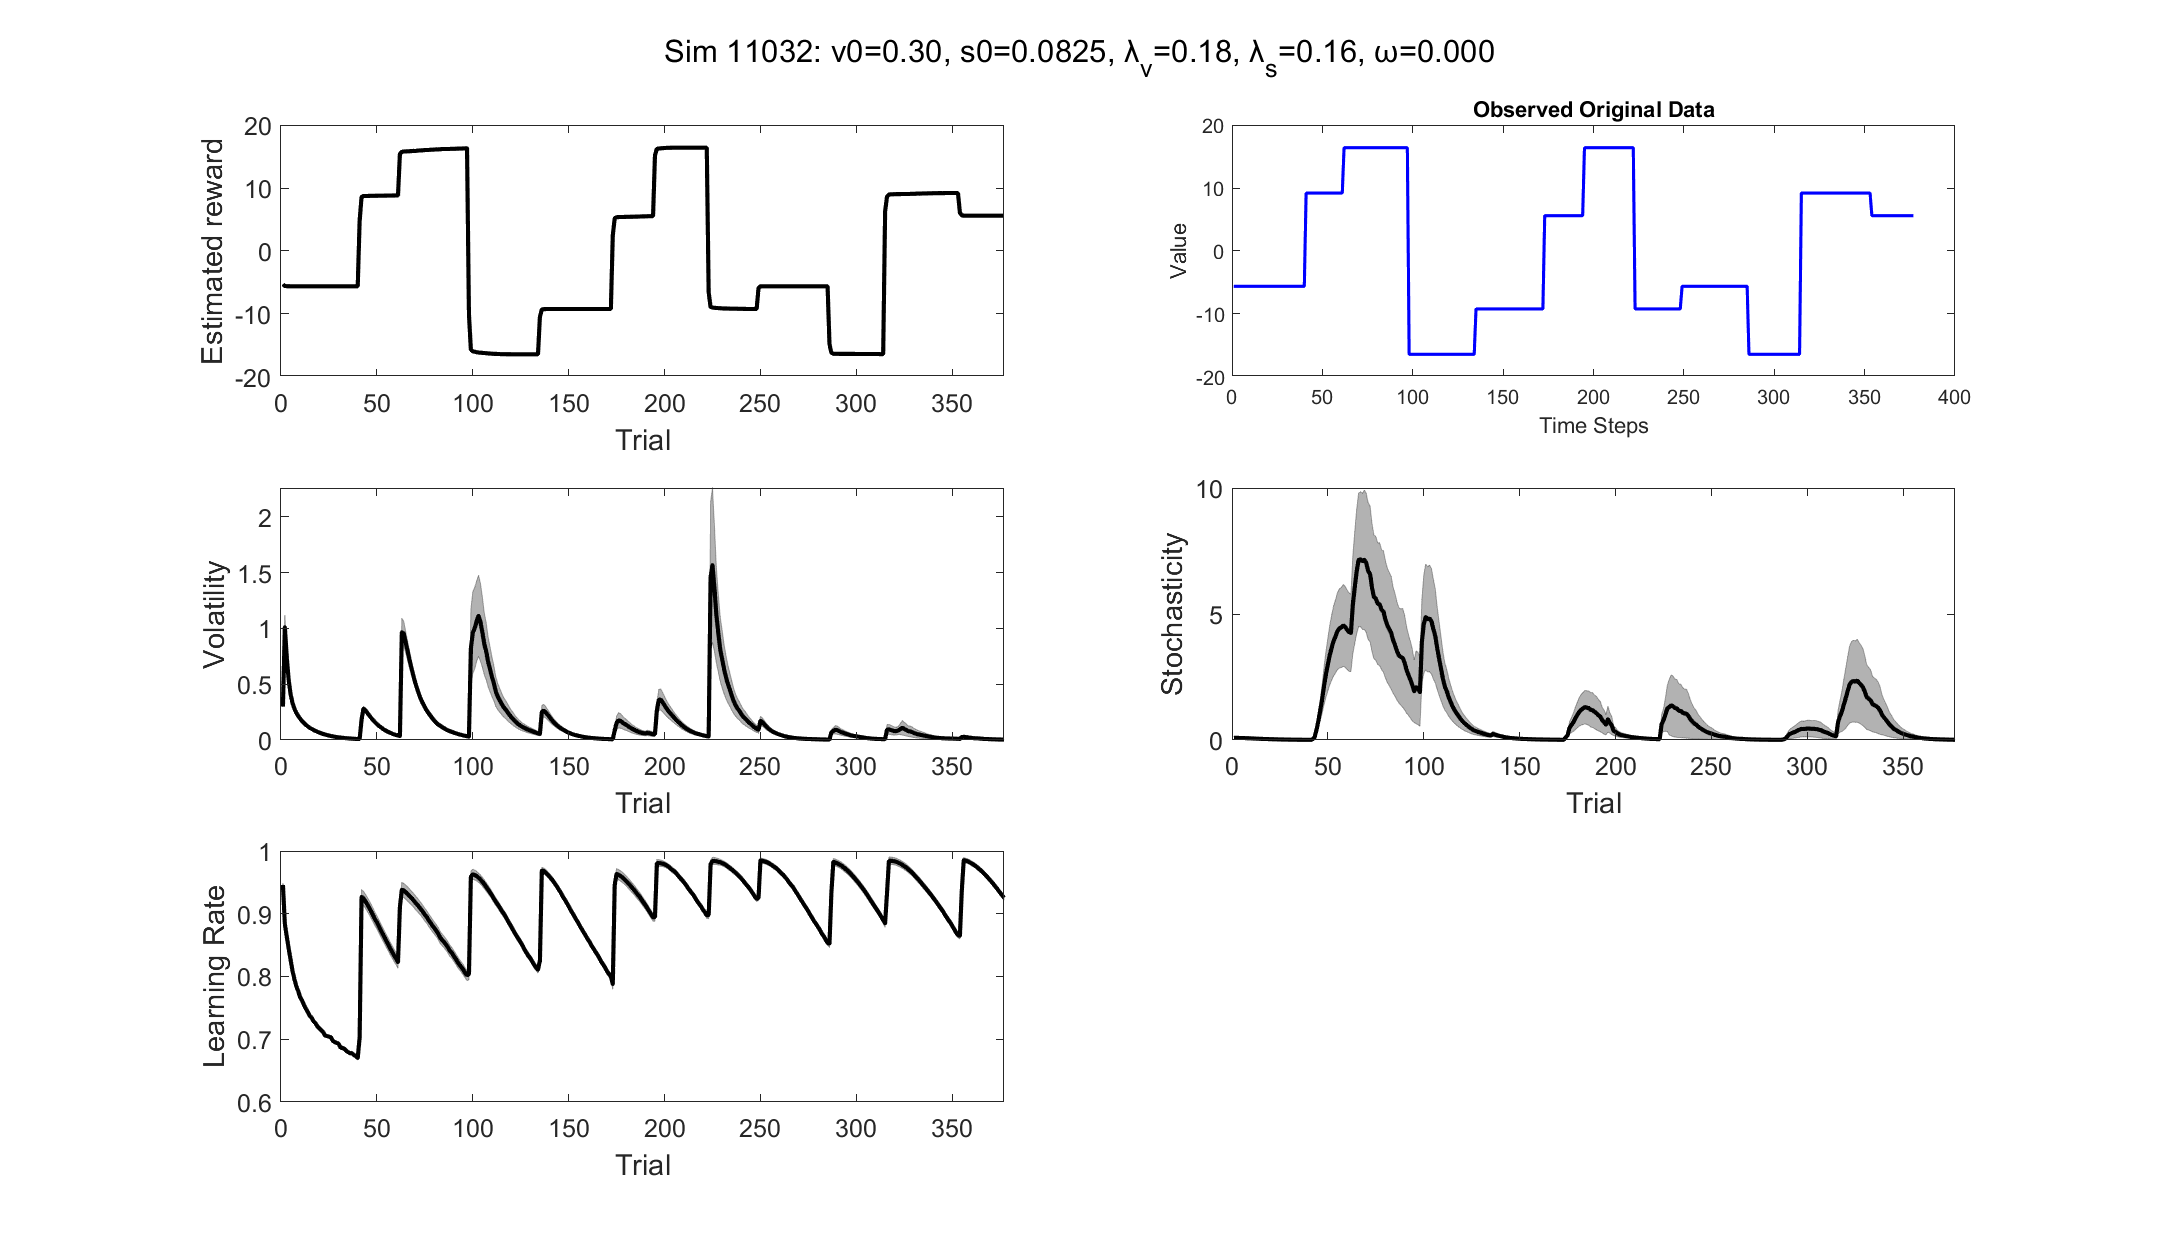 Sim 11032: v0=0.30, s0=0.0825, λ_v=0.18, λ_s=0.16, ω=0.000
Estimated reward
20
10
0
-10
-20
0 50 100 150 200 250 300 350
Trial
Observed Original Data
Value
20
10
0
-10
-20
0 50 100 150 200 250 300 350 400
Time Steps
Volatility
2
1.5
1
0.5
0
0 50 100 150 200 250 300 350
Trial
Stochasticity
10
5
0
0 50 100 150 200 250 300 350
Trial
Learning Rate
1
0.9
0.8
0.7
0.6
0 50 100 150 200 250 300 350
Trial